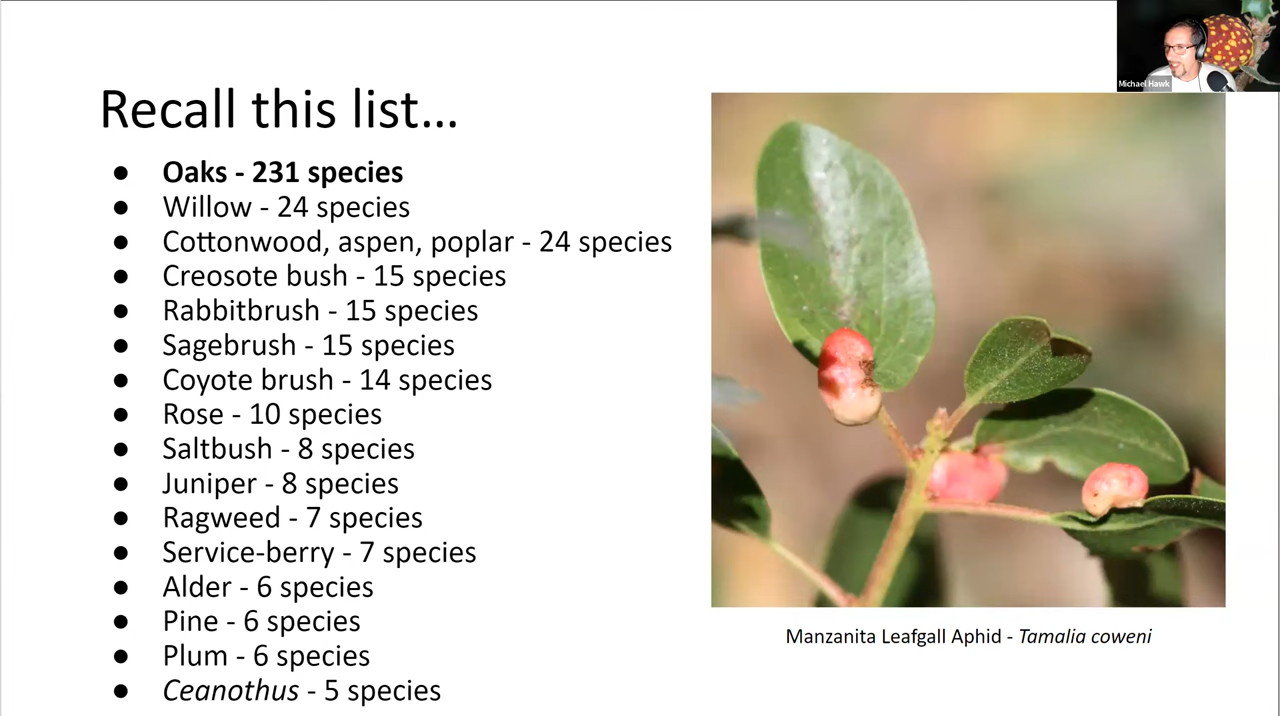 Recall this list...
● Oaks - 231 species
● Willow - 24 species
● Cottonwood, aspen, poplar - 24 species
● Creosote bush - 15 species
● Rabbitbrush - 15 species
● Sagebrush - 15 species
● Coyote brush - 14 species
● Rose - 10 species
● Saltbush - 8 species
● Juniper - 8 species
● Ragweed - 7 species
● Service-berry - 7 species
● Alder - 6 species
● Pine - 6 species
● Plum - 6 species
● Ceanothus - 5 species
Manzanita Leafgall Aphid - Tamalia coweni
Michael Hawk